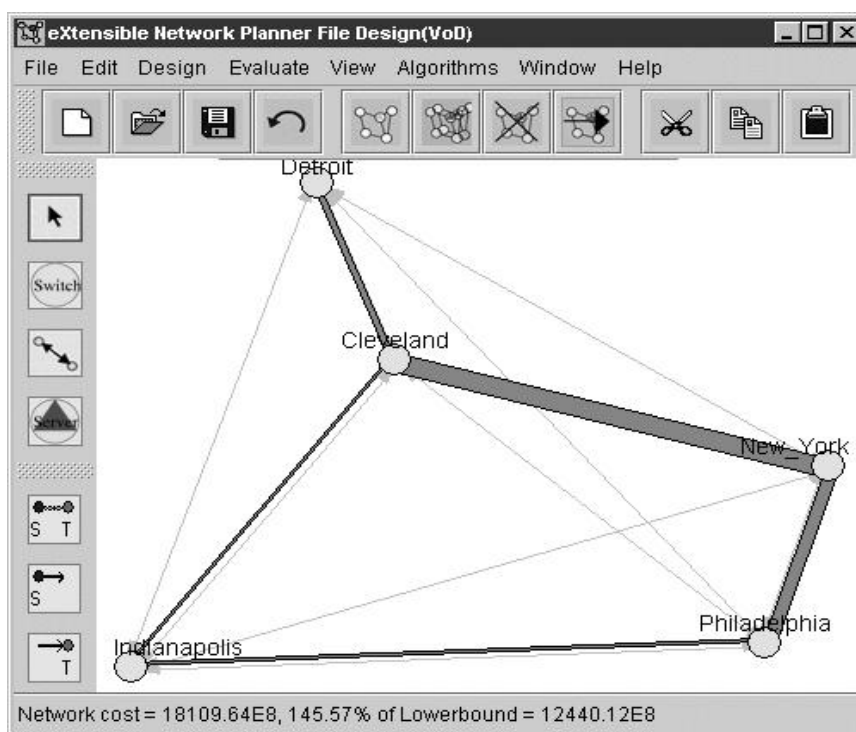 eXtensible Network Planner File Design(VoD)
File Edit Design Evaluate View Algorithms Window Help
Detroit
Switch
Cleveland
Server
New_York
S T
S
Philadelphia
Indianapolis
T
Network cost = 18109.64E8, 145.57% of Lowerbound = 12440.12E8